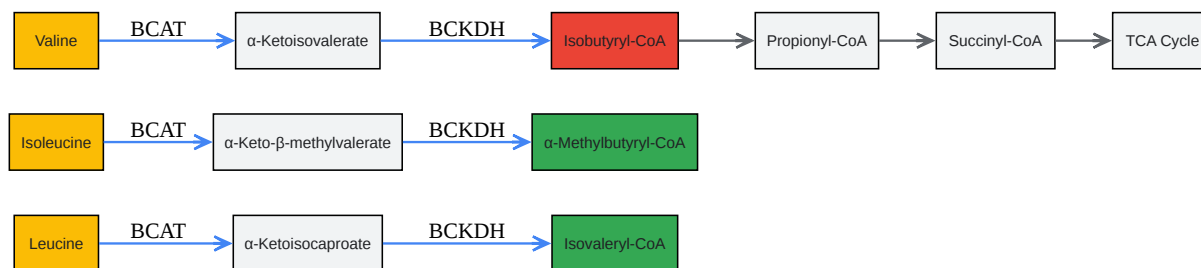 Valine BCAT α-Ketoisovalerate BCKDH Isobutyryl-CoA Propionyl-CoA Succinyl-CoA TCA Cycle
Isoleucine BCAT α-Keto-β-methylvalerate BCKDH α-Methylbutyryl-CoA
Leucine BCAT α-Ketoisocaproate BCKDH Isovaleryl-CoA